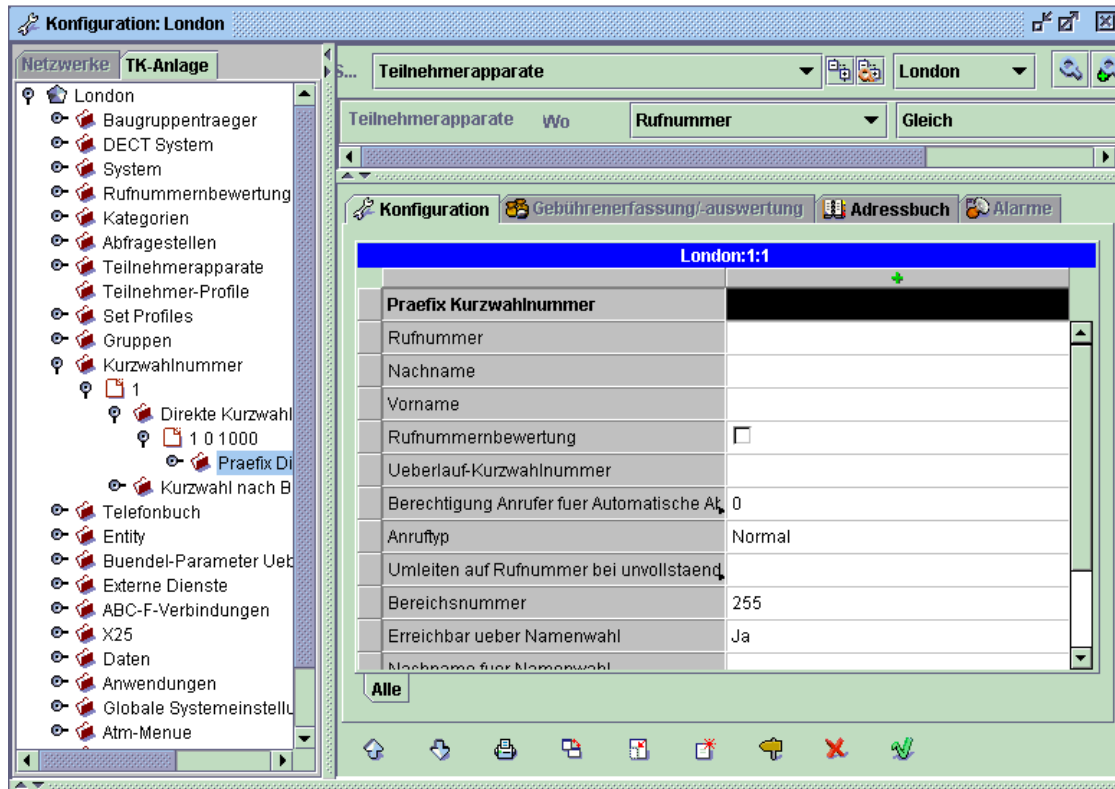 Konfiguration: London
Netzwerke TK-Anlage
London
Baugruppentraeger
DECT System
System
Rufnummernbewertung
Kategorien
Abfragestellen
Teilnehmerapparate
Teilnehmer-Profile
Set Profiles
Gruppen
Kurzwahlnummer
1
Direkte Kurzwahl
1 0 1000
Praefix Di
Kurzwahl nach B
Telefonbuch
Entity
Buendel-Parameter Ueb
Externe Dienste
ABC-F-Verbindungen
X25
Daten
Anwendungen
Globale Systemeinstellu
Atm-Menue
S... Teilnehmerapparate London
Teilnehmerapparate Wo Rufnummer Gleich
Konfiguration Gebührenerfassung/-auswertung Adressbuch Alarme
London:1:1
Praefix Kurzwahlnummer
Rufnummer
Nachname
Vorname
Rufnummernbewertung
Ueberlauf-Kurzwahlnummer
Berechtigung Anrufer fuer Automatische 0
Anruftyp Normal
Umleiten auf Rufnummer bei unvollstaend
Bereichsnummer 255
Erreichbar ueber Namenwahl Ja
Nachname fuer Namenwahl
Alle